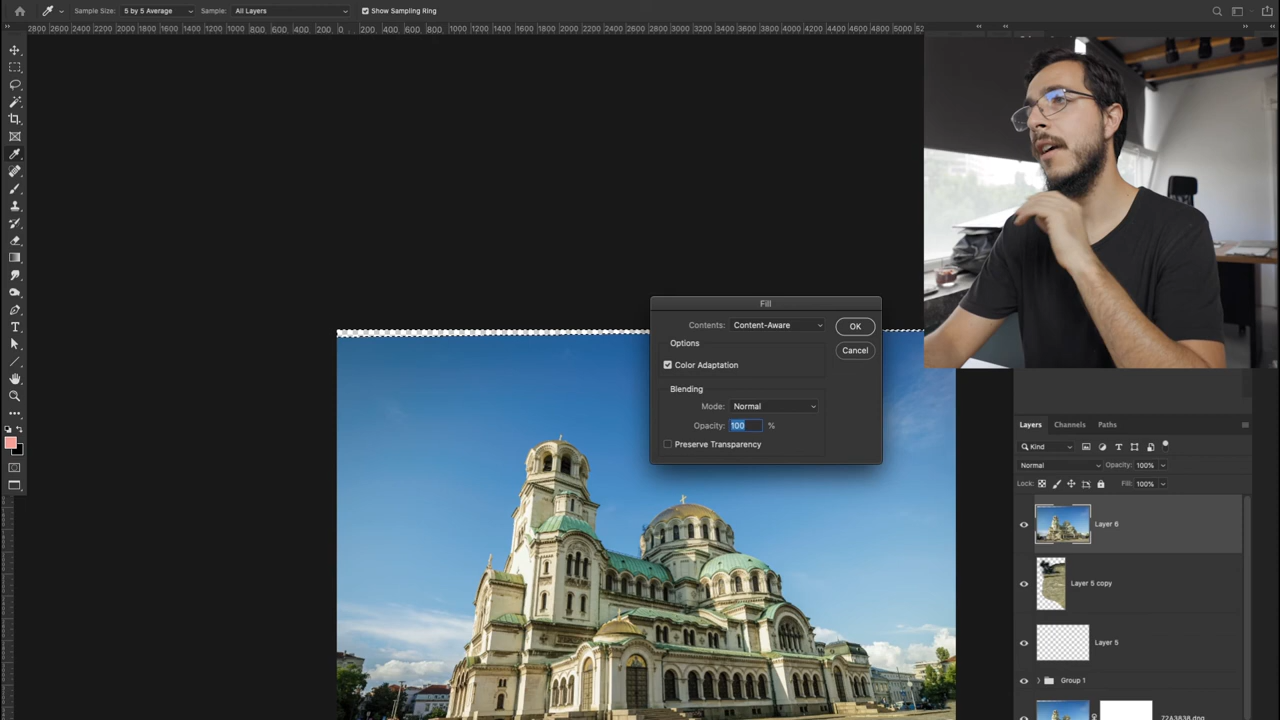 Sample Size: 5 by 5 Average Sample: All Layers Show Sampling Ring
2800 2600 2400 2200 2000 1800 1600 1400 1200 1000 800 600 400 200 0 200 400 600 800 1000 1200 1400 1600 1800 2000 2200 2400 2600 2800 3000 3200 3400 3600 3800 4000 4200 4400 4600 4800 5000
Fill
Contents: Content-Aware OK
Options
Cancel
Color Adaptation
Blending
Mode: Normal
Opacity: 100 %
Preserve Transparency
Layers Channels Paths
Kind
Normal Opacity: 100%
Lock: Fill: 100%
Layer 6
Layer 5 copy
Layer 5
Group 1
72A3838.dng